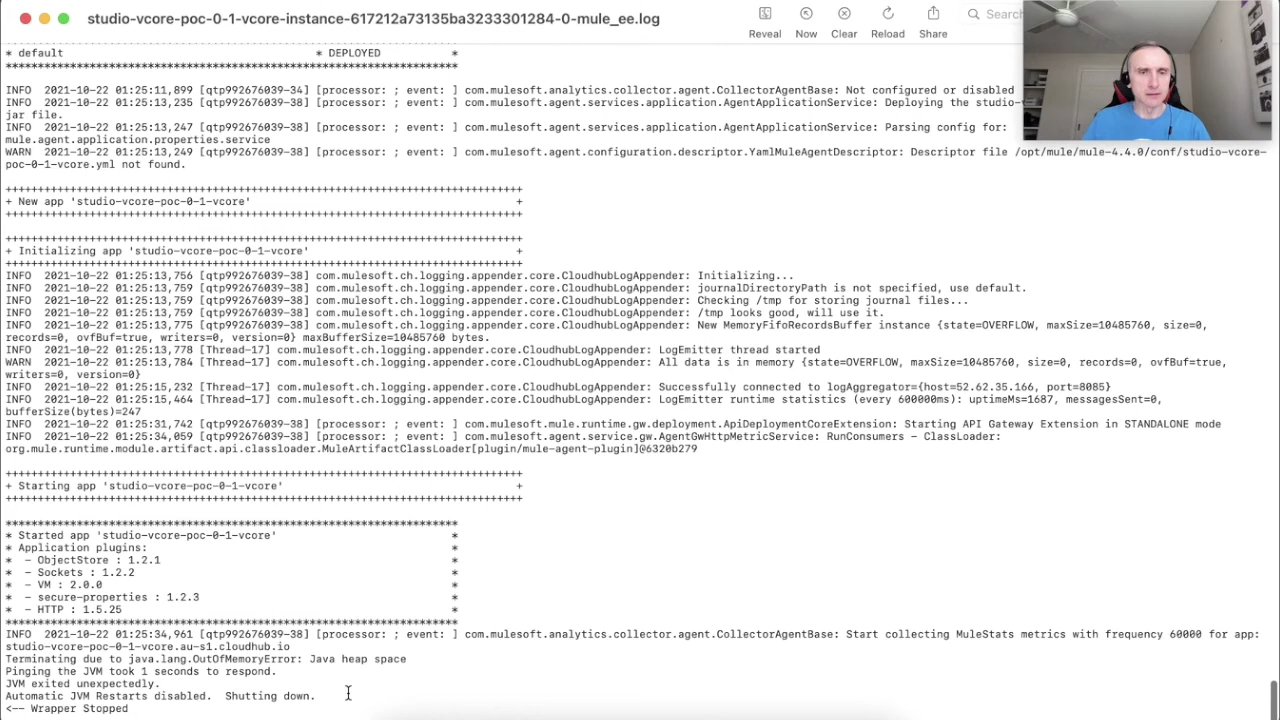 studio-vcore-poc-0-1-vcore-instance-617212a73135ba3233301284-0-mule_ee.log
Reveal Now Clear Reload Share
Search
* default * DEPLOYED *
**********************************************************************
INFO 2021-10-22 01:25:11,899 [qtp992676039-34] [processor: ; event: ] com.mulesoft.analytics.collector.agent.CollectorAgentBase: Not configured or disabled
INFO 2021-10-22 01:25:13,235 [qtp992676039-38] [processor: ; event: ] com.mulesoft.agent.services.application.AgentApplicationService: Deploying the studio-
jar file.
INFO 2021-10-22 01:25:13,247 [qtp992676039-38] [processor: ; event: ] com.mulesoft.agent.services.application.AgentApplicationService: Parsing config for:
mule.agent.application.properties.service
WARN 2021-10-22 01:25:13,249 [qtp992676039-38] [processor: ; event: ] com.mulesoft.agent.configuration.descriptor.YamlMuleAgentDescriptor: Descriptor file /opt/mule/mule-4.4.0/conf/studio-vcore-
poc-0-1-vcore.yml not found.
++++++++++++++++++++++++++++++++++++++++++++++++++++++++++++++++++++++++++++++++
+ New app 'studio-vcore-poc-0-1-vcore' +
++++++++++++++++++++++++++++++++++++++++++++++++++++++++++++++++++++++++++++++++
++++++++++++++++++++++++++++++++++++++++++++++++++++++++++++++++++++++++++++++++
+ Initializing app 'studio-vcore-poc-0-1-vcore' +
++++++++++++++++++++++++++++++++++++++++++++++++++++++++++++++++++++++++++++++++
INFO 2021-10-22 01:25:13,756 [qtp992676039-38] com.mulesoft.ch.logging.appender.core.CloudhubLogAppender: Initializing...
INFO 2021-10-22 01:25:13,759 [qtp992676039-38] com.mulesoft.ch.logging.appender.core.CloudhubLogAppender: journalDirectoryPath is not specified, use default.
INFO 2021-10-22 01:25:13,759 [qtp992676039-38] com.mulesoft.ch.logging.appender.core.CloudhubLogAppender: Checking /tmp for storing journal files...
INFO 2021-10-22 01:25:13,759 [qtp992676039-38] com.mulesoft.ch.logging.appender.core.CloudhubLogAppender: /tmp looks good, will use it.
INFO 2021-10-22 01:25:13,775 [qtp992676039-38] com.mulesoft.ch.logging.appender.core.CloudhubLogAppender: New MemoryFifoRecordsBuffer instance {state=OVERFLOW, maxSize=10485760, size=0,
records=0, ovfBuf=true, writers=0, version=0} maxBufferSize=10485760 bytes.
INFO 2021-10-22 01:25:13,778 [Thread-17] com.mulesoft.ch.logging.appender.core.CloudhubLogAppender: LogEmitter thread started
WARN 2021-10-22 01:25:13,784 [Thread-17] com.mulesoft.ch.logging.appender.core.CloudhubLogAppender: All data is in memory {state=OVERFLOW, maxSize=10485760, size=0, records=0, ovfBuf=true,
writers=0, version=0}
INFO 2021-10-22 01:25:15,232 [Thread-17] com.mulesoft.ch.logging.appender.core.CloudhubLogAppender: Successfully connected to logAggregator={host=52.62.35.166, port=8085}
INFO 2021-10-22 01:25:15,464 [Thread-17] com.mulesoft.ch.logging.appender.core.CloudhubLogAppender: LogEmitter runtime statistics (every 600000ms): uptimeMs=1687, messagesSent=0,
bufferSize(bytes)=247
INFO 2021-10-22 01:25:31,742 [qtp992676039-38] com.mulesoft.mule.runtime.gw.deployment.ApiDeploymentCoreExtension: Starting API Gateway Extension in STANDALONE mode
INFO 2021-10-22 01:25:34,059 [qtp992676039-38] com.mulesoft.agent.service.gw.AgentGwHttpMetricService: RunConsumers - ClassLoader:
org.mule.runtime.module.artifact.api.classloader.MuleArtifactClassLoader[plugin/mule-agent-plugin]@6320b279
++++++++++++++++++++++++++++++++++++++++++++++++++++++++++++++++++++++++++++++++
+ Starting app 'studio-vcore-poc-0-1-vcore' +
++++++++++++++++++++++++++++++++++++++++++++++++++++++++++++++++++++++++++++++++
**********************************************************************
* Started app 'studio-vcore-poc-0-1-vcore' *
* Application plugins: *
* - ObjectStore : 1.2.1 *
* - Sockets : 1.2.2 *
* - VM : 2.0.0 *
* - secure-properties : 1.2.3 *
* - HTTP : 1.5.25 *
**********************************************************************
INFO 2021-10-22 01:25:34,961 [qtp992676039-38] [processor: ; event: ] com.mulesoft.analytics.collector.agent.CollectorAgentBase: Start collecting MuleStats metrics with frequency 60000 for app:
studio-vcore-poc-0-1-vcore.au-s1.cloudhub.io
Terminating due to java.lang.OutOfMemoryError: Java heap space
Pinging the JVM took 1 seconds to respond.
JVM exited unexpectedly.
Automatic JVM Restarts disabled.  Shutting down.
<-- Wrapper Stopped